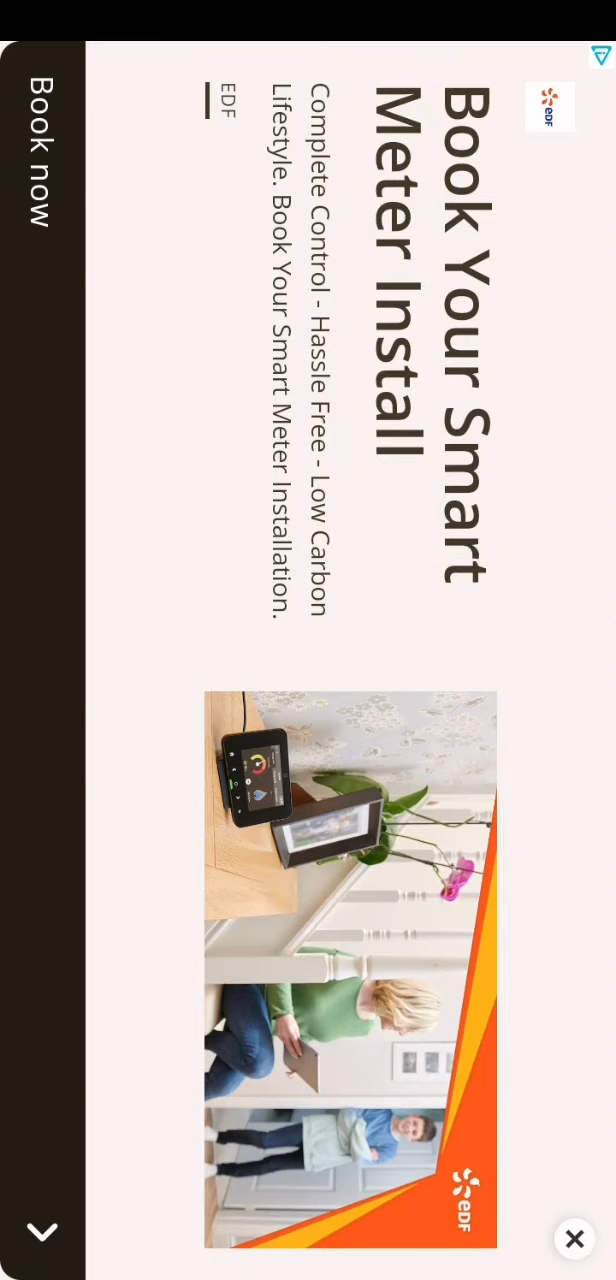 eDF
Book Your Smart
Meter Install
Complete Control - Hassle Free - Low Carbon
Lifestyle. Book Your Smart Meter Installation.
EDF
eDF
Book now